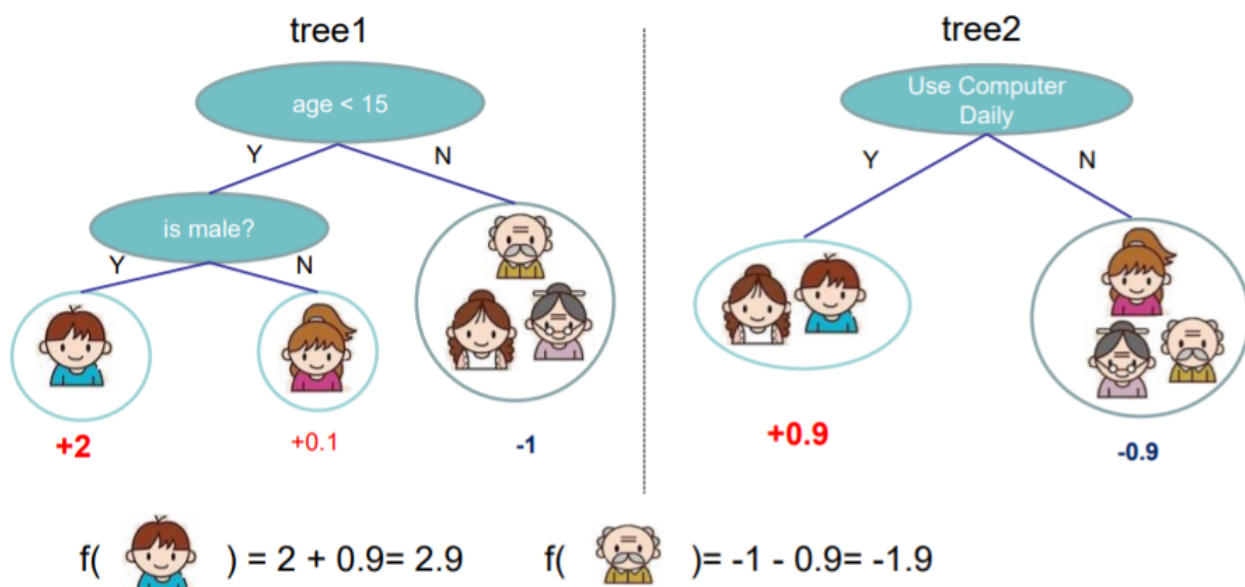 tree1
tree2
age < 15
Use Computer
Daily
Y
N
Y
N
is male?
Y
N
+2
+0.1
-1
+0.9
-0.9
f( ) = 2 + 0.9= 2.9
f( )= -1 - 0.9= -1.9